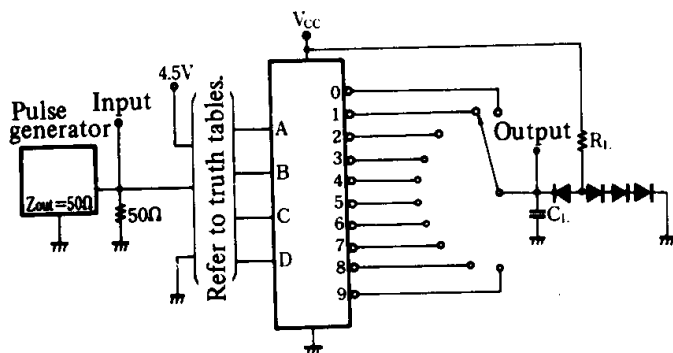 Vcc
4.5V
Input
Pulse
generator
Zout=50Ω
50Ω
Refer to truth tables.
A
B
C
D
0
1
2
3
4
5
6
7
8
9
Output
RL
CL